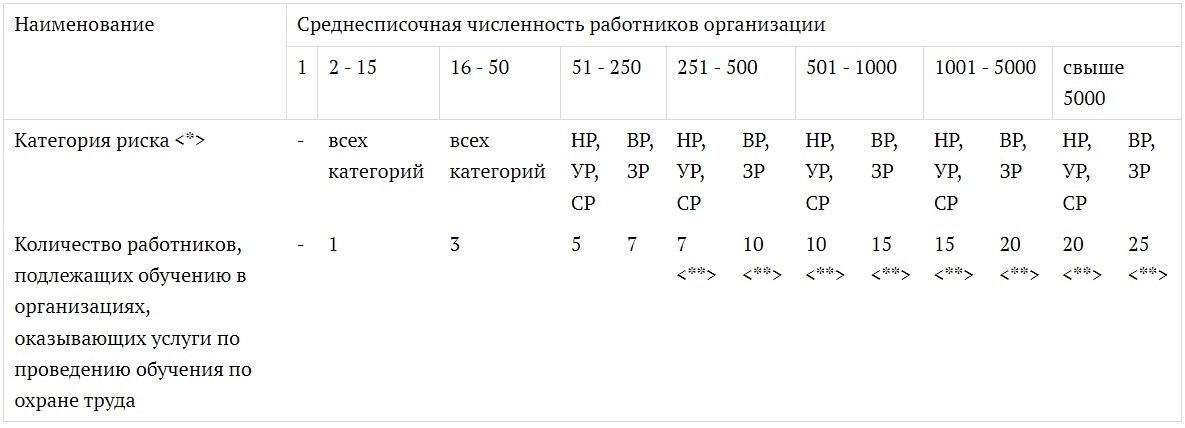 Наименование
Среднесписочная численность работников организации
1 2 - 15 16 - 50 51 - 250 251 - 500 501 - 1000 1001 - 5000 свыше
5000
Категория риска <*> - всех всех НР, ВР, НР, ВР, НР, ВР, НР, ВР, НР, ВР,
категорий категорий УР, ЗР УР, ЗР УР, ЗР УР, ЗР УР, ЗР
СР СР СР СР СР
Количество работников, - 1 3 5 7 7 10 10 15 15 20 20 25
подлежащих обучению в <**> <**> <**> <**> <**> <**> <**> <**>
организациях,
оказывающих услуги по
проведению обучения по
охране труда